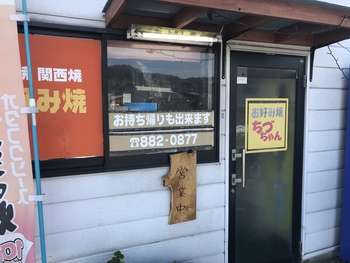 関西焼
み焼
お持ち帰りも出来ます
☎882-0877
営業中
お好み焼
ちづちゃん